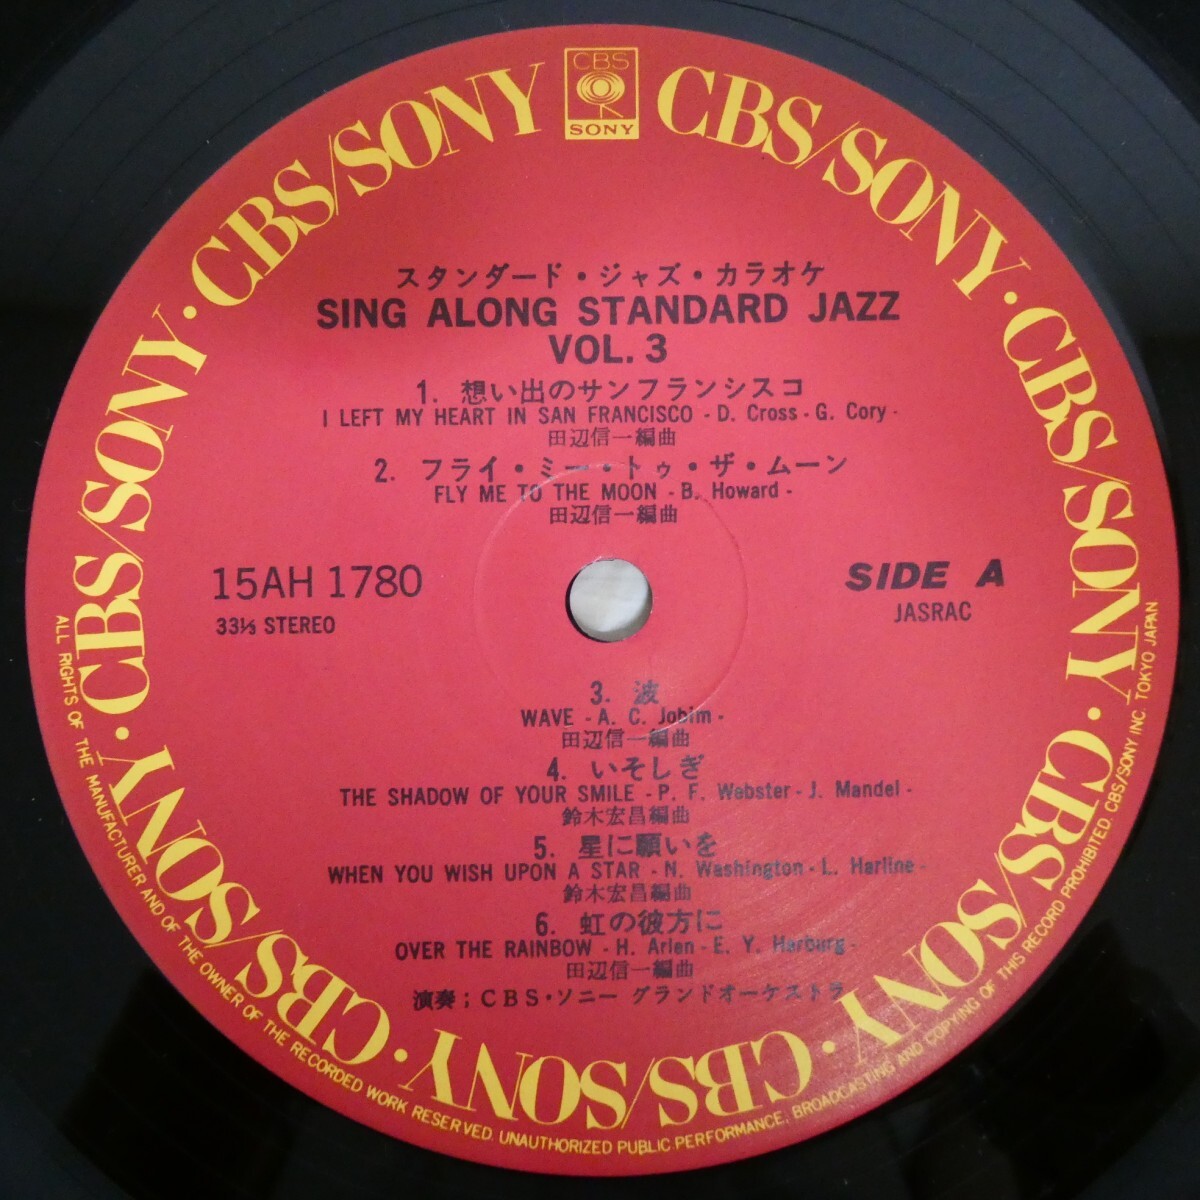 CBS
SONY
CBS/SONY · CBS/SONY · CBS/SONY · CBS/SONY · CBS/SONY · CBS/SONY · CBS/SONY · CBS/SONY
スタンダード・ジャズ・カラオケ
SING ALONG STANDARD JAZZ
VOL. 3
1. 想い出のサンフランシスコ
I LEFT MY HEART IN SAN FRANCISCO - D. Cross - G. Cory -
田辺信一編曲
2. フライ・ミー・トゥ・ザ・ムーン
FLY ME TO THE MOON - B. Howard -
田辺信一編曲
15AH 1780
33⅓ STEREO
SIDE A
JASRAC
3. 波
WAVE - A. C. Jobim -
田辺信一編曲
4. いそしぎ
THE SHADOW OF YOUR SMILE - P. F. Webster - J. Mandel -
鈴木宏昌編曲
5. 星に願いを
WHEN YOU WISH UPON A STAR - N. Washington - L. Harline -
鈴木宏昌編曲
6. 虹の彼方に
OVER THE RAINBOW - H. Arlen - E. Y. Harburg -
田辺信一編曲
演奏；CBS・ソニー グランドオーケストラ
ALL RIGHTS OF THE MANUFACTURER AND OF THE OWNER OF THE RECORDED WORK RESERVED. UNAUTHORIZED PUBLIC PERFORMANCE, BROADCASTING AND COPYING OF THIS RECORD PROHIBITED. CBS/SONY INC. TOKYO JAPAN